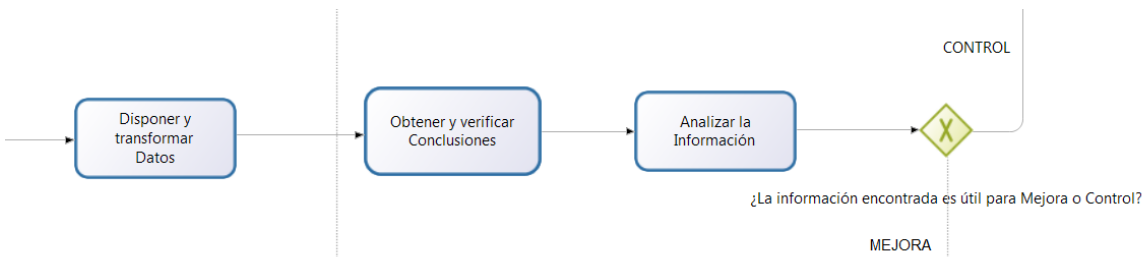 Disponer y
transformar
Datos
Obtener y verificar
Conclusiones
Analizar la
Información
CONTROL
X
¿La información encontrada es útil para Mejora o Control?
MEJORA